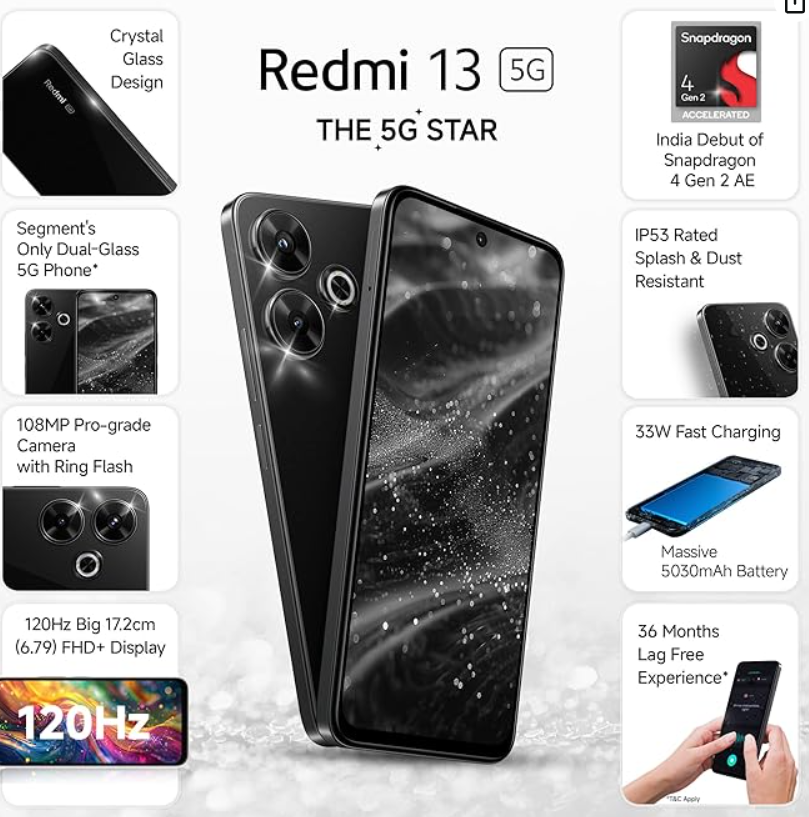 Crystal
Glass
Design
Redmi
Redmi 13 5G
THE 5G STAR
Snapdragon
4
Gen 2
ACCELERATED
India Debut of
Snapdragon
4 Gen 2 AE
Segment's
Only Dual-Glass
5G Phone*
IP53 Rated
Splash & Dust
Resistant
108MP Pro-grade
Camera
with Ring Flash
33W Fast Charging
Massive
5030mAh Battery
120Hz Big 17.2cm
(6.79) FHD+ Display
120Hz
36 Months
Lag Free
Experience*
*T&C Apply